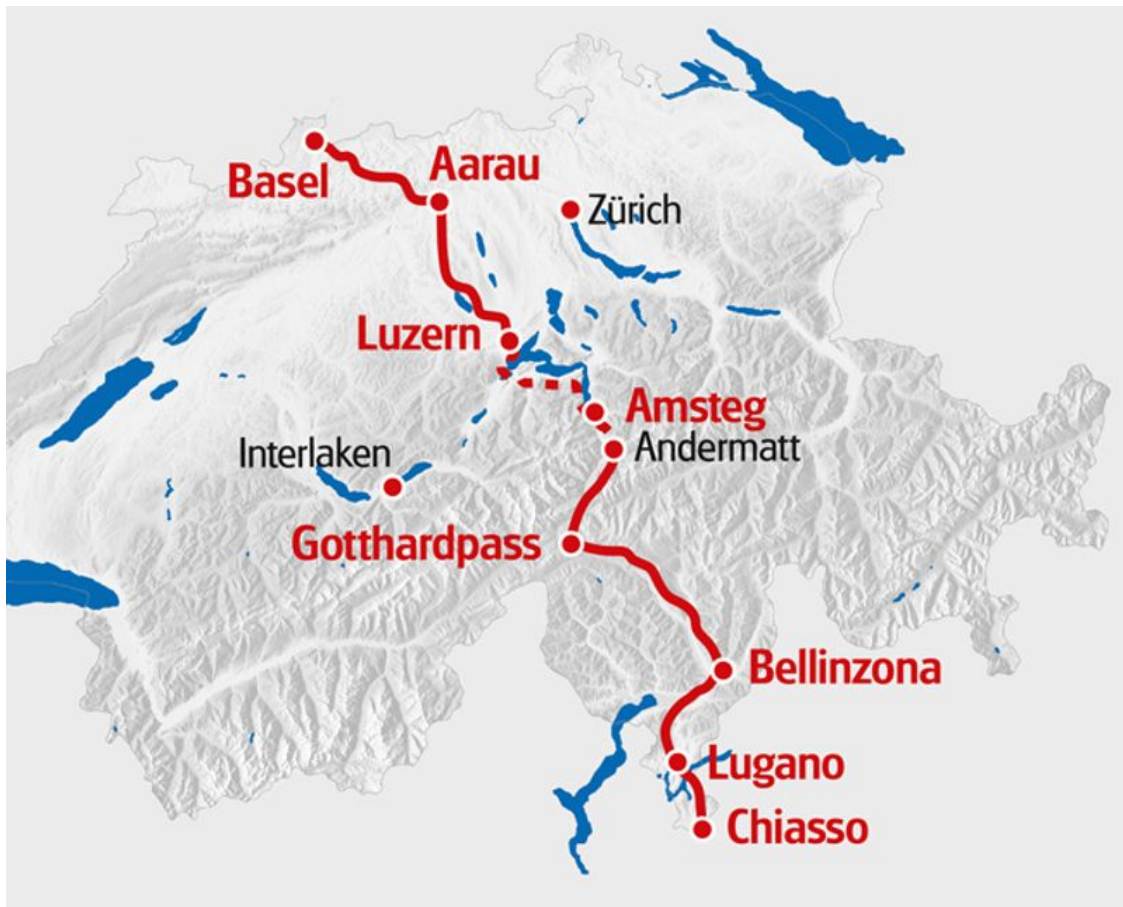 Basel
Aarau
Zürich
Luzern
Amsteg
Andermatt
Interlaken
Gotthardpass
Bellinzona
Lugano
Chiasso